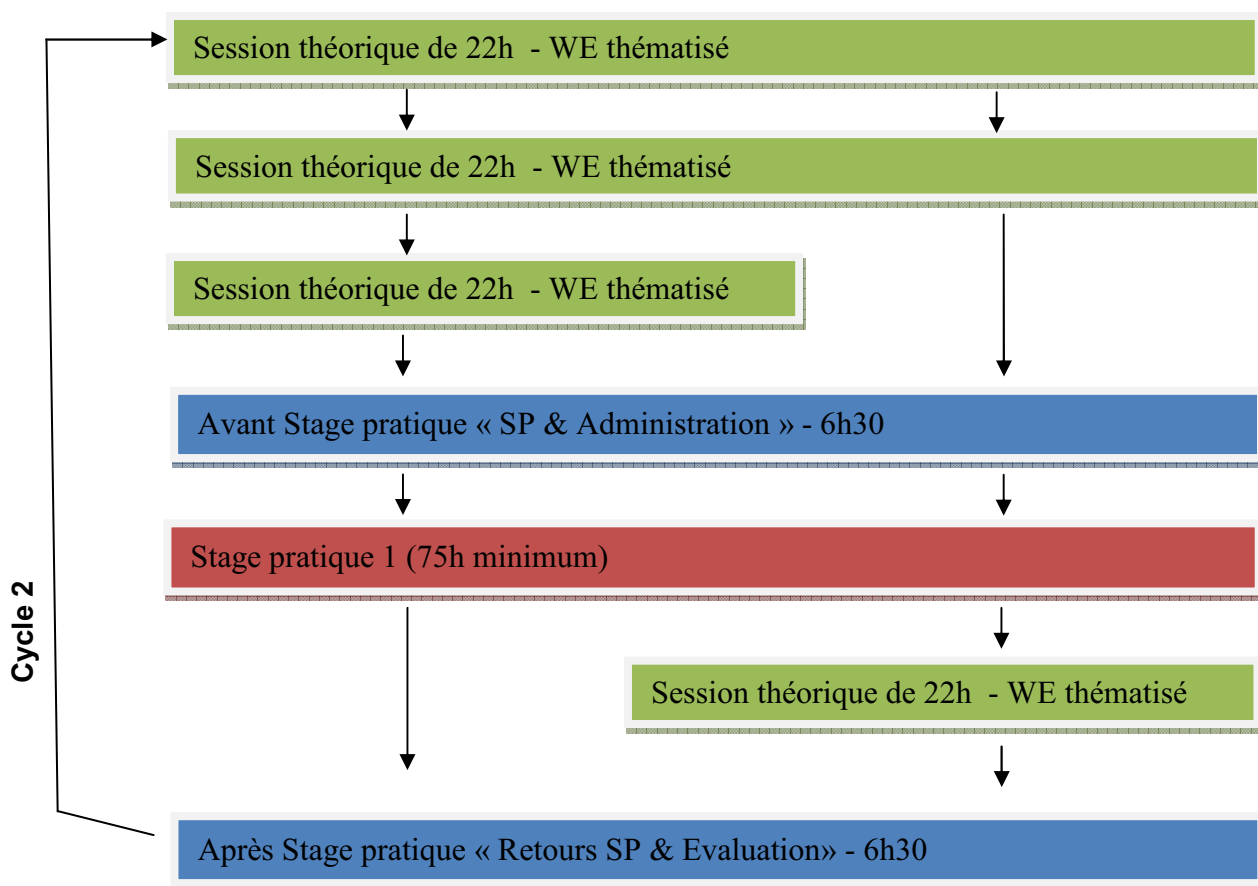 Session théorique de 22h - WE thématisé
Session théorique de 22h - WE thématisé
Session théorique de 22h - WE thématisé
Avant Stage pratique « SP & Administration » - 6h30
Stage pratique 1 (75h minimum)
Cycle 2
Session théorique de 22h - WE thématisé
Après Stage pratique « Retours SP & Evaluation» - 6h30